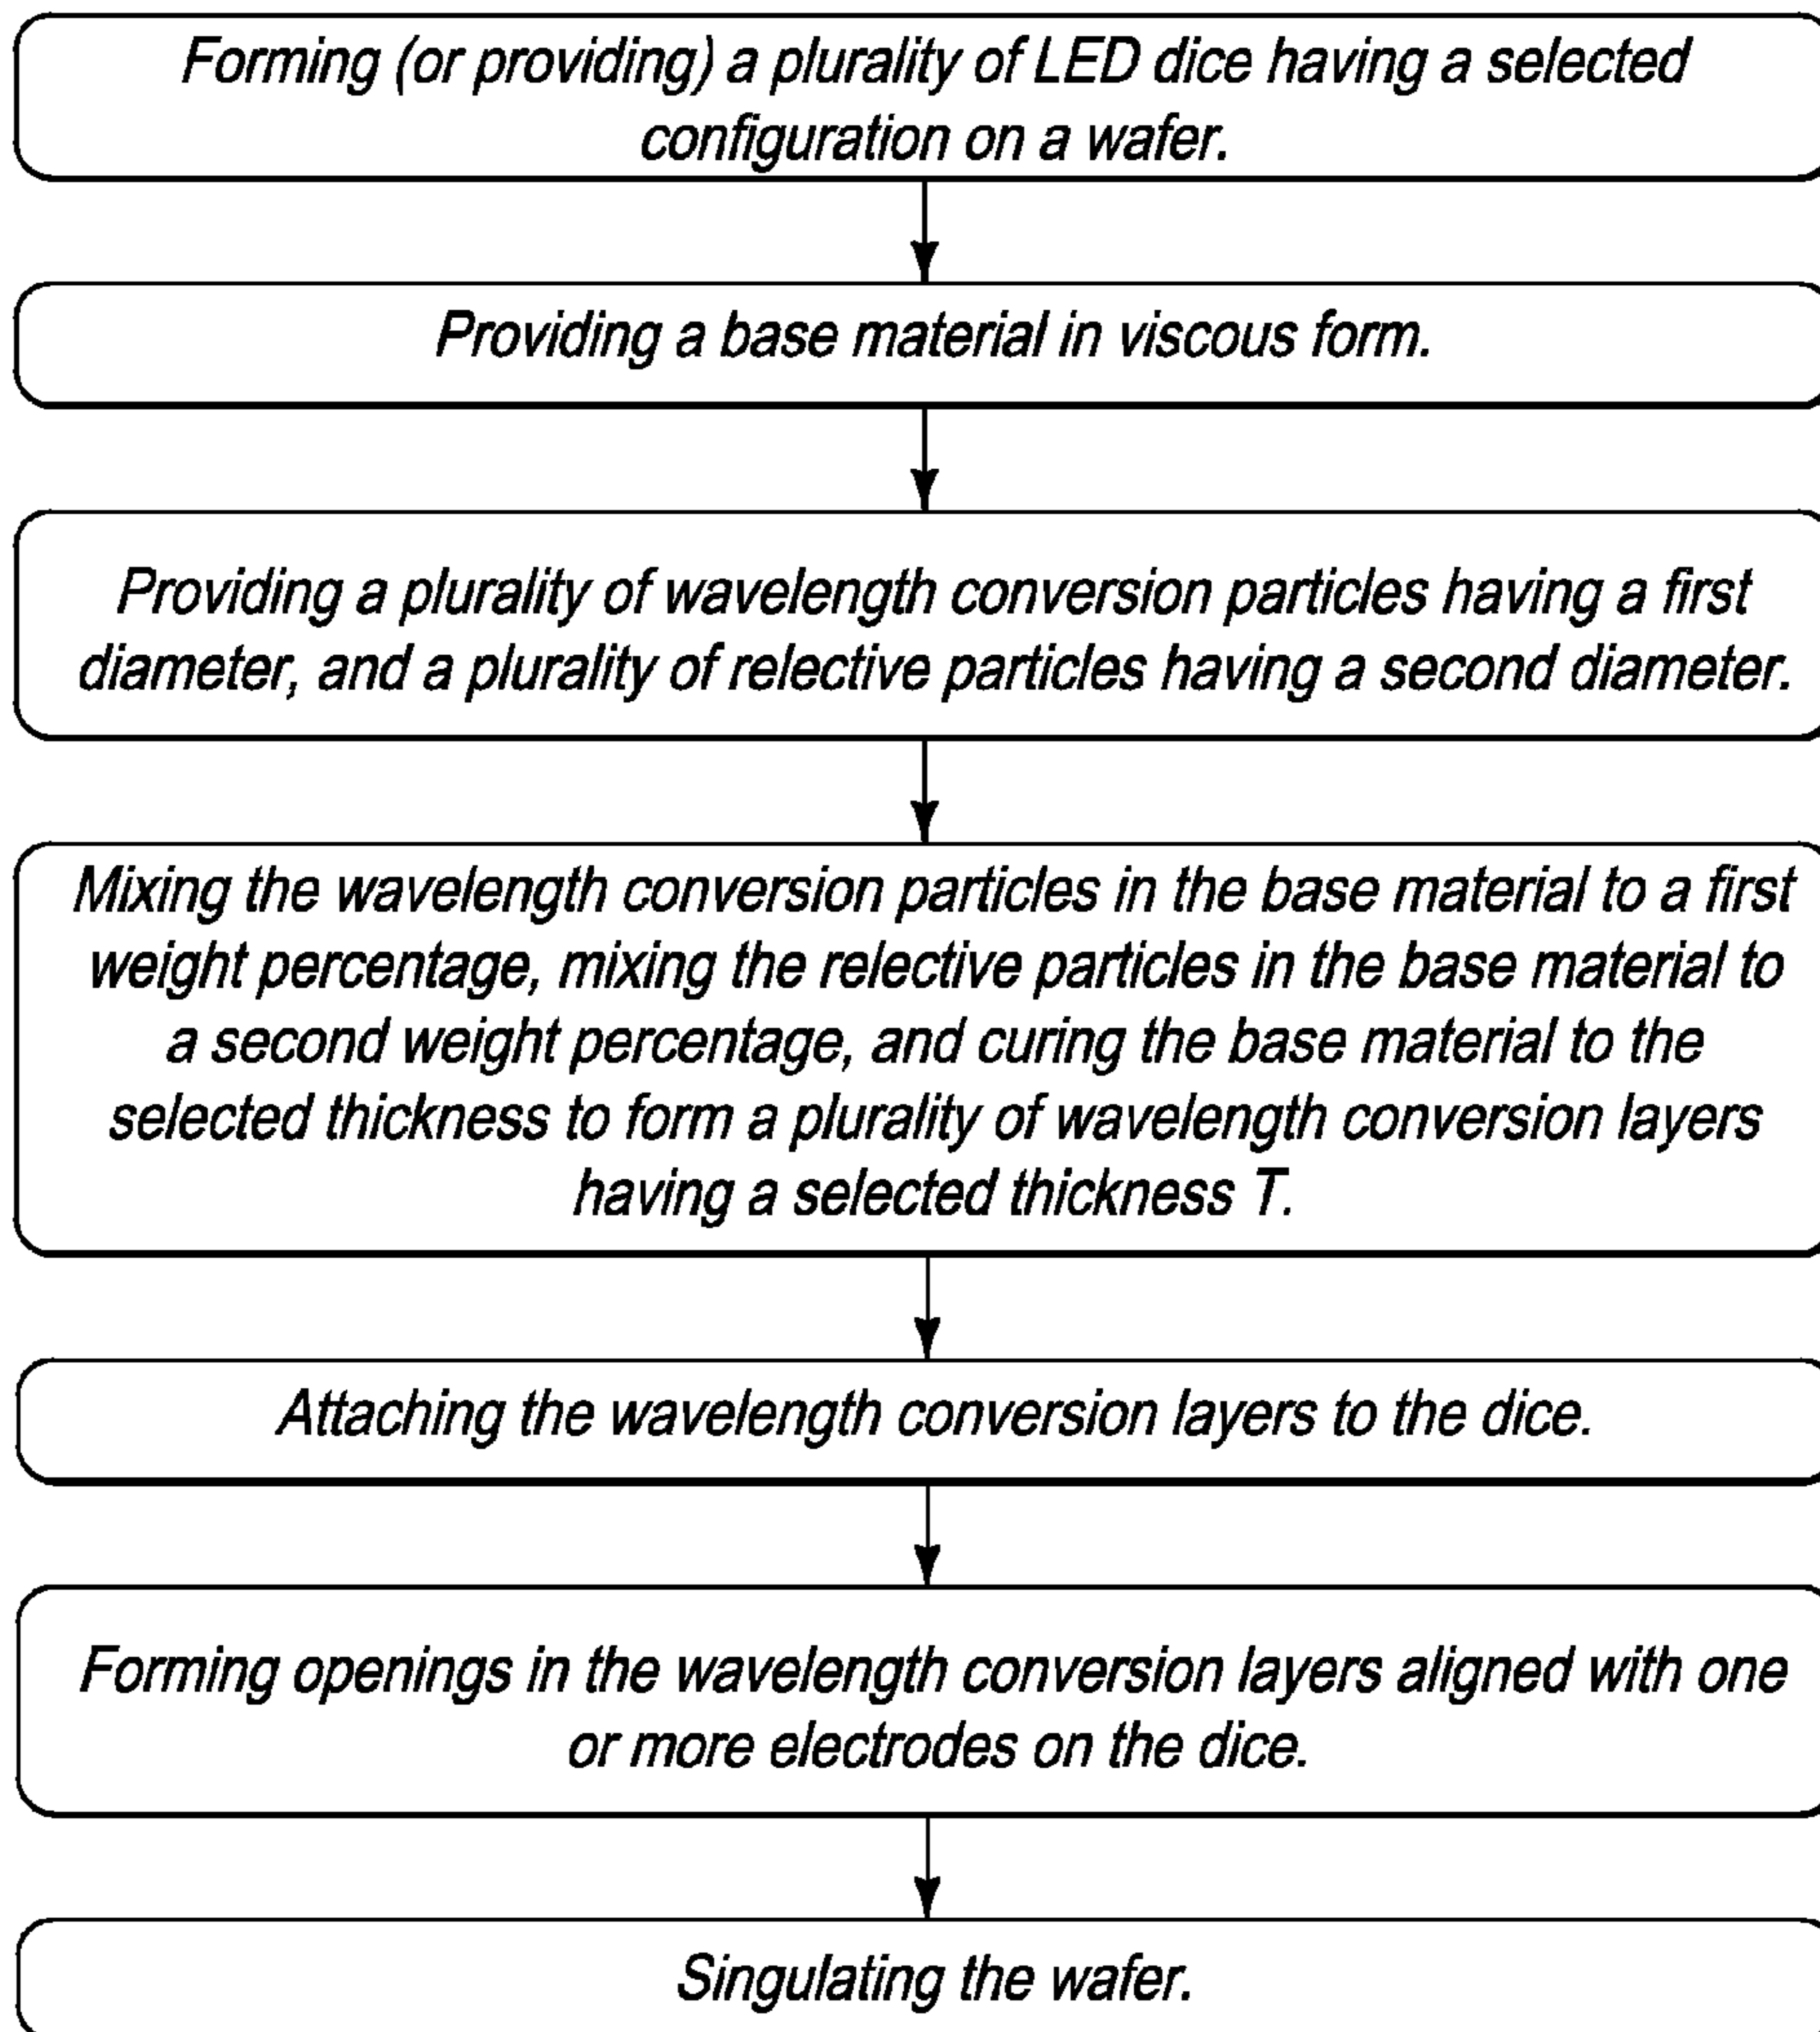 Forming (or providing) a plurality of LED dice having a selected
configuration on a wafer.
Providing a base material in viscous form.
Providing a plurality of wavelength conversion particles having a first
diameter, and a plurality of relective particles having a second diameter.
Mixing the wavelength conversion particles in the base material to a first
weight percentage, mixing the relective particles in the base material to
a second weight percentage, and curing the base material to the
selected thickness to form a plurality of wavelength conversion layers
having a selected thickness T.
Attaching the wavelength conversion layers to the dice.
Forming openings in the wavelength conversion layers aligned with one
or more electrodes on the dice.
Singulating the wafer.